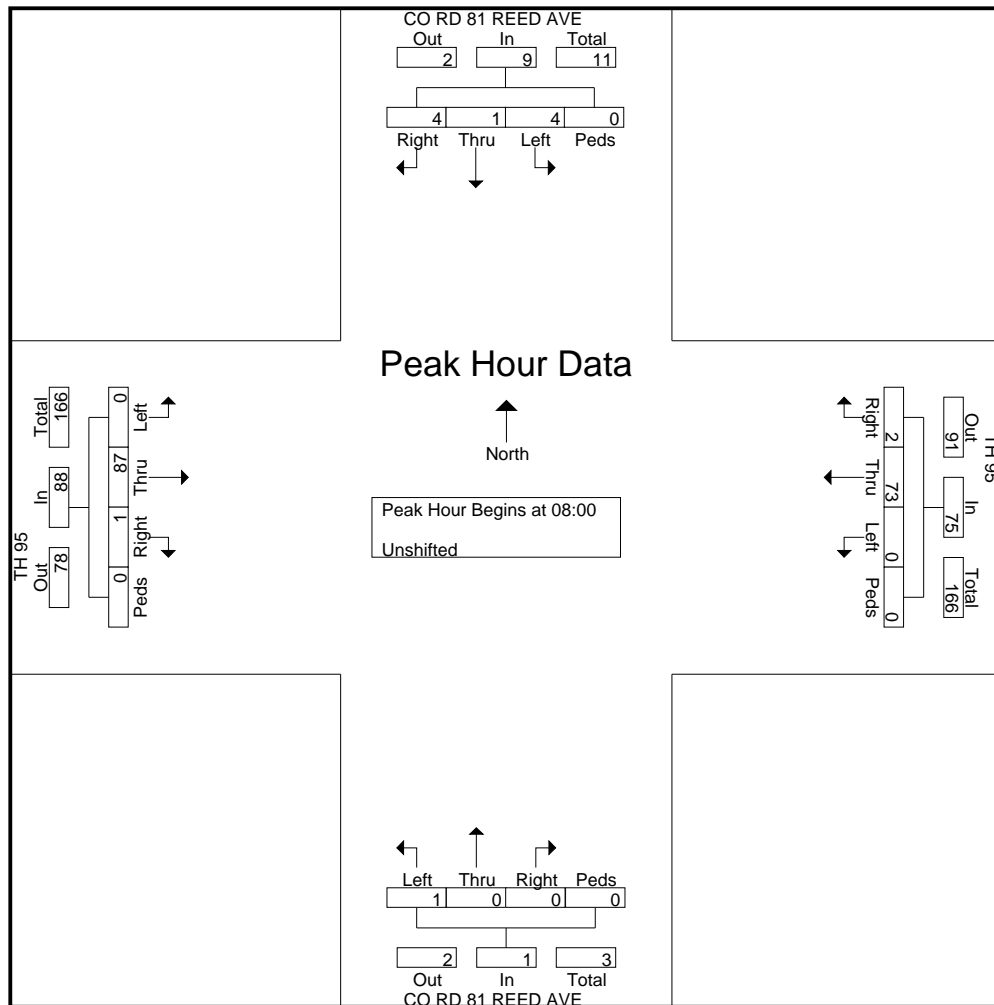 CO RD 81 REED AVE
Out In Total
2 9 11
4 1 4 0
Right Thru Left Peds
Peak Hour Data
North
Peak Hour Begins at 08:00
Unshifted
TH 95
Total In Out
166 88 78
0 87 1 0
Left Thru Right Peds
TH 95
Out In Total
91 75 166
2 73 0 0
Right Thru Left Peds
Left Thru Right Peds
1 0 0 0
2 1 3
Out In Total
CO RD 81 REED AVE